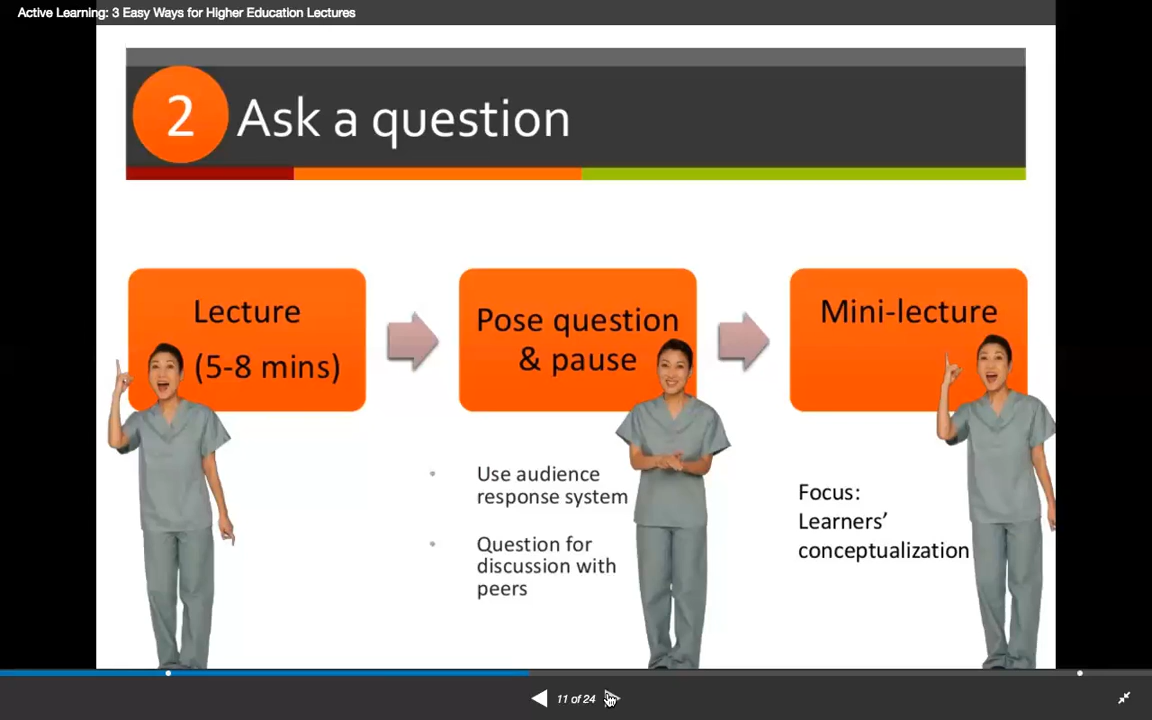 Active Learning: 3 Easy Ways for Higher Education Lectures
2 Ask a question
Lecture
(5-8 mins)
Pose question
& pause
Mini-lecture
• Use audience
response system
• Question for
discussion with
peers
Focus:
Learners’
conceptualization
11 of 24